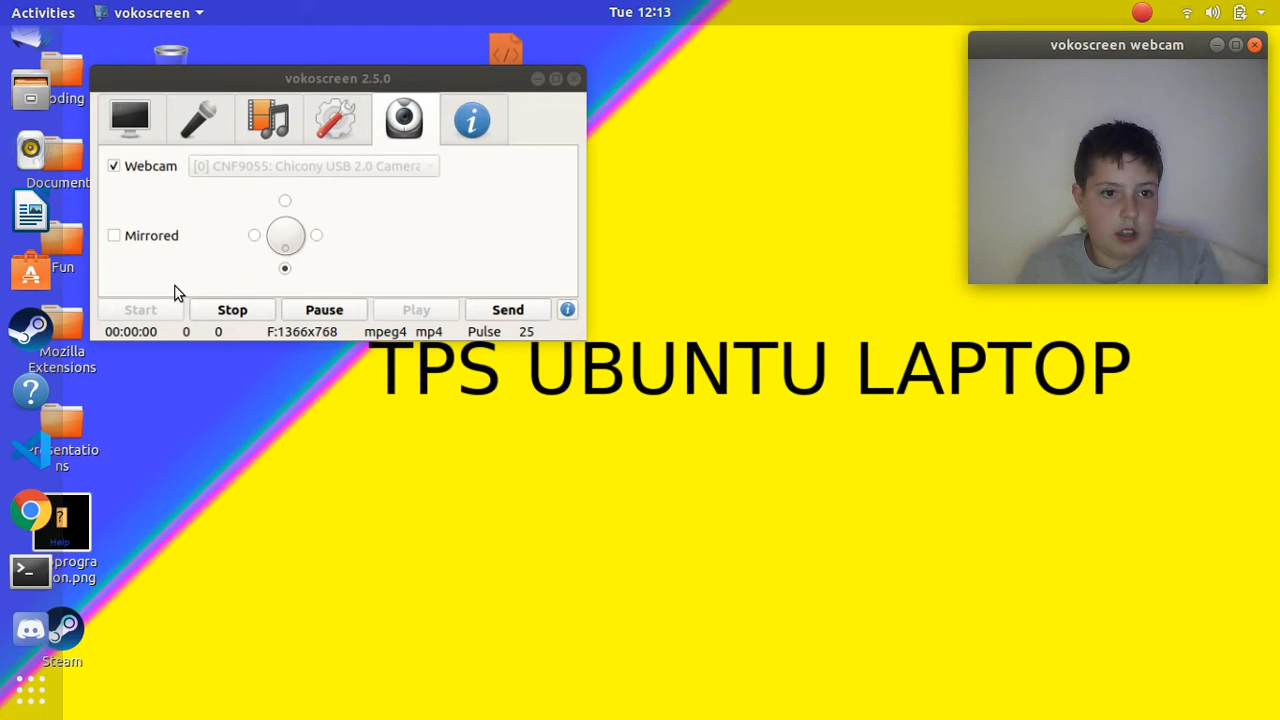 Activities vokoscreen Tue 12:13
vokoscreen webcam
vokoscreen 2.5.0
Webcam [0] CNF9055: Chicony USB 2.0 Camera
Mirrored
Start Stop Pause Play Send
00:00:00 0 0 F:1366x768 mpeg4 mp4 Pulse 25
TPS UBUNTU LAPTOP
oding
Document
Fun
Mozilla
Extensions
esentatio
ns
?
Help
progra
on.png
Steam